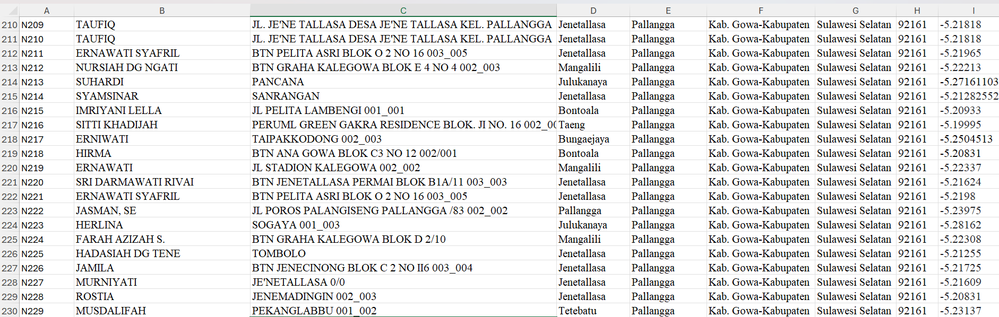 A B C D E F G H I
210 N209 TAUFIQ JL. JE'NE TALLASA DESA JE'NE TALLASA KEL. PALLANGGA Jenetallasa Pallangga Kab. Gowa-Kabupaten Sulawesi Selatan 92161 -5.21818
211 N210 TAUFIQ JL. JE'NE TALLASA DESA JE'NE TALLASA KEL. PALLANGGA Jenetallasa Pallangga Kab. Gowa-Kabupaten Sulawesi Selatan 92161 -5.21818
212 N211 ERNAWATI SYAFRIL BTN PELITA ASRI BLOK O 2 NO 16 003_005 Jenetallasa Pallangga Kab. Gowa-Kabupaten Sulawesi Selatan 92161 -5.21965
213 N212 NURSIAH DG NGATI BTN GRAHA KALEGOWA BLOK E 4 NO 4 002_003 Mangalili Pallangga Kab. Gowa-Kabupaten Sulawesi Selatan 92161 -5.22213
214 N213 SUHARDI PANCANA Julukanaya Pallangga Kab. Gowa-Kabupaten Sulawesi Selatan 92161 -5.27161103
215 N214 SYAMSINAR SANRANGAN Jenetallasa Pallangga Kab. Gowa-Kabupaten Sulawesi Selatan 92161 -5.21282552
216 N215 IMRIYANI LELLA JL PELITA LAMBENGI 001_001 Bontoala Pallangga Kab. Gowa-Kabupaten Sulawesi Selatan 92161 -5.20933
217 N216 SITTI KHADIJAH PERUML GREEN GAKRA RESIDENCE BLOK. JI NO. 16 002_00 Taeng Pallangga Kab. Gowa-Kabupaten Sulawesi Selatan 92161 -5.19995
218 N217 ERNIWATI TAIPAKKODONG 002_003 Bungaejaya Pallangga Kab. Gowa-Kabupaten Sulawesi Selatan 92161 -5.2504513
219 N218 HIRMA BTN ANA GOWA BLOK C3 NO 12 002/001 Bontoala Pallangga Kab. Gowa-Kabupaten Sulawesi Selatan 92161 -5.20831
220 N219 ERNAWATI JL STADION KALEGOWA 002_002 Mangalili Pallangga Kab. Gowa-Kabupaten Sulawesi Selatan 92161 -5.22337
221 N220 SRI DARMAWATI RIVAI BTN JENETALLASA PERMAI BLOK B1A/11 003_003 Jenetallasa Pallangga Kab. Gowa-Kabupaten Sulawesi Selatan 92161 -5.21624
222 N221 ERNAWATI SYAFRIL BTN PELITA ASRI BLOK O 2 NO 16 003_005 Jenetallasa Pallangga Kab. Gowa-Kabupaten Sulawesi Selatan 92161 -5.2198
223 N222 JASMAN, SE JL POROS PALANGISENG PALLANGGA /83 002_002 Pallangga Pallangga Kab. Gowa-Kabupaten Sulawesi Selatan 92161 -5.23975
224 N223 HERLINA SOGAYA 001_003 Julukanaya Pallangga Kab. Gowa-Kabupaten Sulawesi Selatan 92161 -5.28162
225 N224 FARAH AZIZAH S. BTN GRAHA KALEGOWA BLOK D 2/10 Mangalili Pallangga Kab. Gowa-Kabupaten Sulawesi Selatan 92161 -5.22308
226 N225 HADASIAH DG TENE TOMBOLO Jenetallasa Pallangga Kab. Gowa-Kabupaten Sulawesi Selatan 92161 -5.21255
227 N226 JAMILA BTN JENECINONG BLOK C 2 NO II6 003_004 Jenetallasa Pallangga Kab. Gowa-Kabupaten Sulawesi Selatan 92161 -5.21725
228 N227 MURNIYATI JE'NETALLASA 0/0 Jenetallasa Pallangga Kab. Gowa-Kabupaten Sulawesi Selatan 92161 -5.21609
229 N228 ROSTIA JENEMADINGIN 002_003 Jenetallasa Pallangga Kab. Gowa-Kabupaten Sulawesi Selatan 92161 -5.20831
230 N229 MUSDALIFAH PEKANGLABBU 001_002 Tetebatu Pallangga Kab. Gowa-Kabupaten Sulawesi Selatan 92161 -5.23137